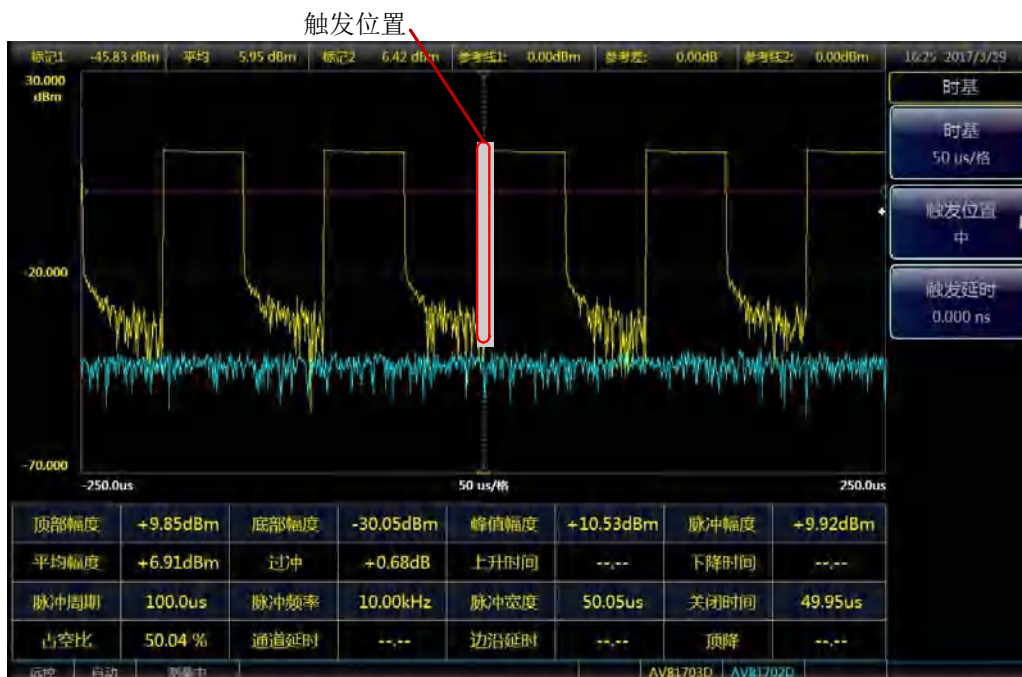 触发位置
标记1 -45.83 dBm 平均 5.95 dBm 标记2 6.42 dBm 参考线1: 0.00dBm 参考差: 0.00dB 参考线2: 0.00dBm 16:25 2017/3/29
30.000
dBm
-20.000
-70.000
-250.0us 50 us/格 250.0us
时基
时基
50 us/格
触发位置
中
触发延时
0.000 ns
顶部幅度 +9.85dBm 底部幅度 -30.05dBm 峰值幅度 +10.53dBm 脉冲幅度 +9.92dBm
平均幅度 +6.91dBm 过冲 +0.68dB 上升时间 --.-- 下降时间 --.--
脉冲周期 100.0us 脉冲频率 10.00kHz 脉冲宽度 50.05us 关闭时间 49.95us
占空比 50.04 % 通道延时 --.-- 边沿延时 --.-- 顶降 --.--
远控 自动 测量中 AV81703D AV81702D